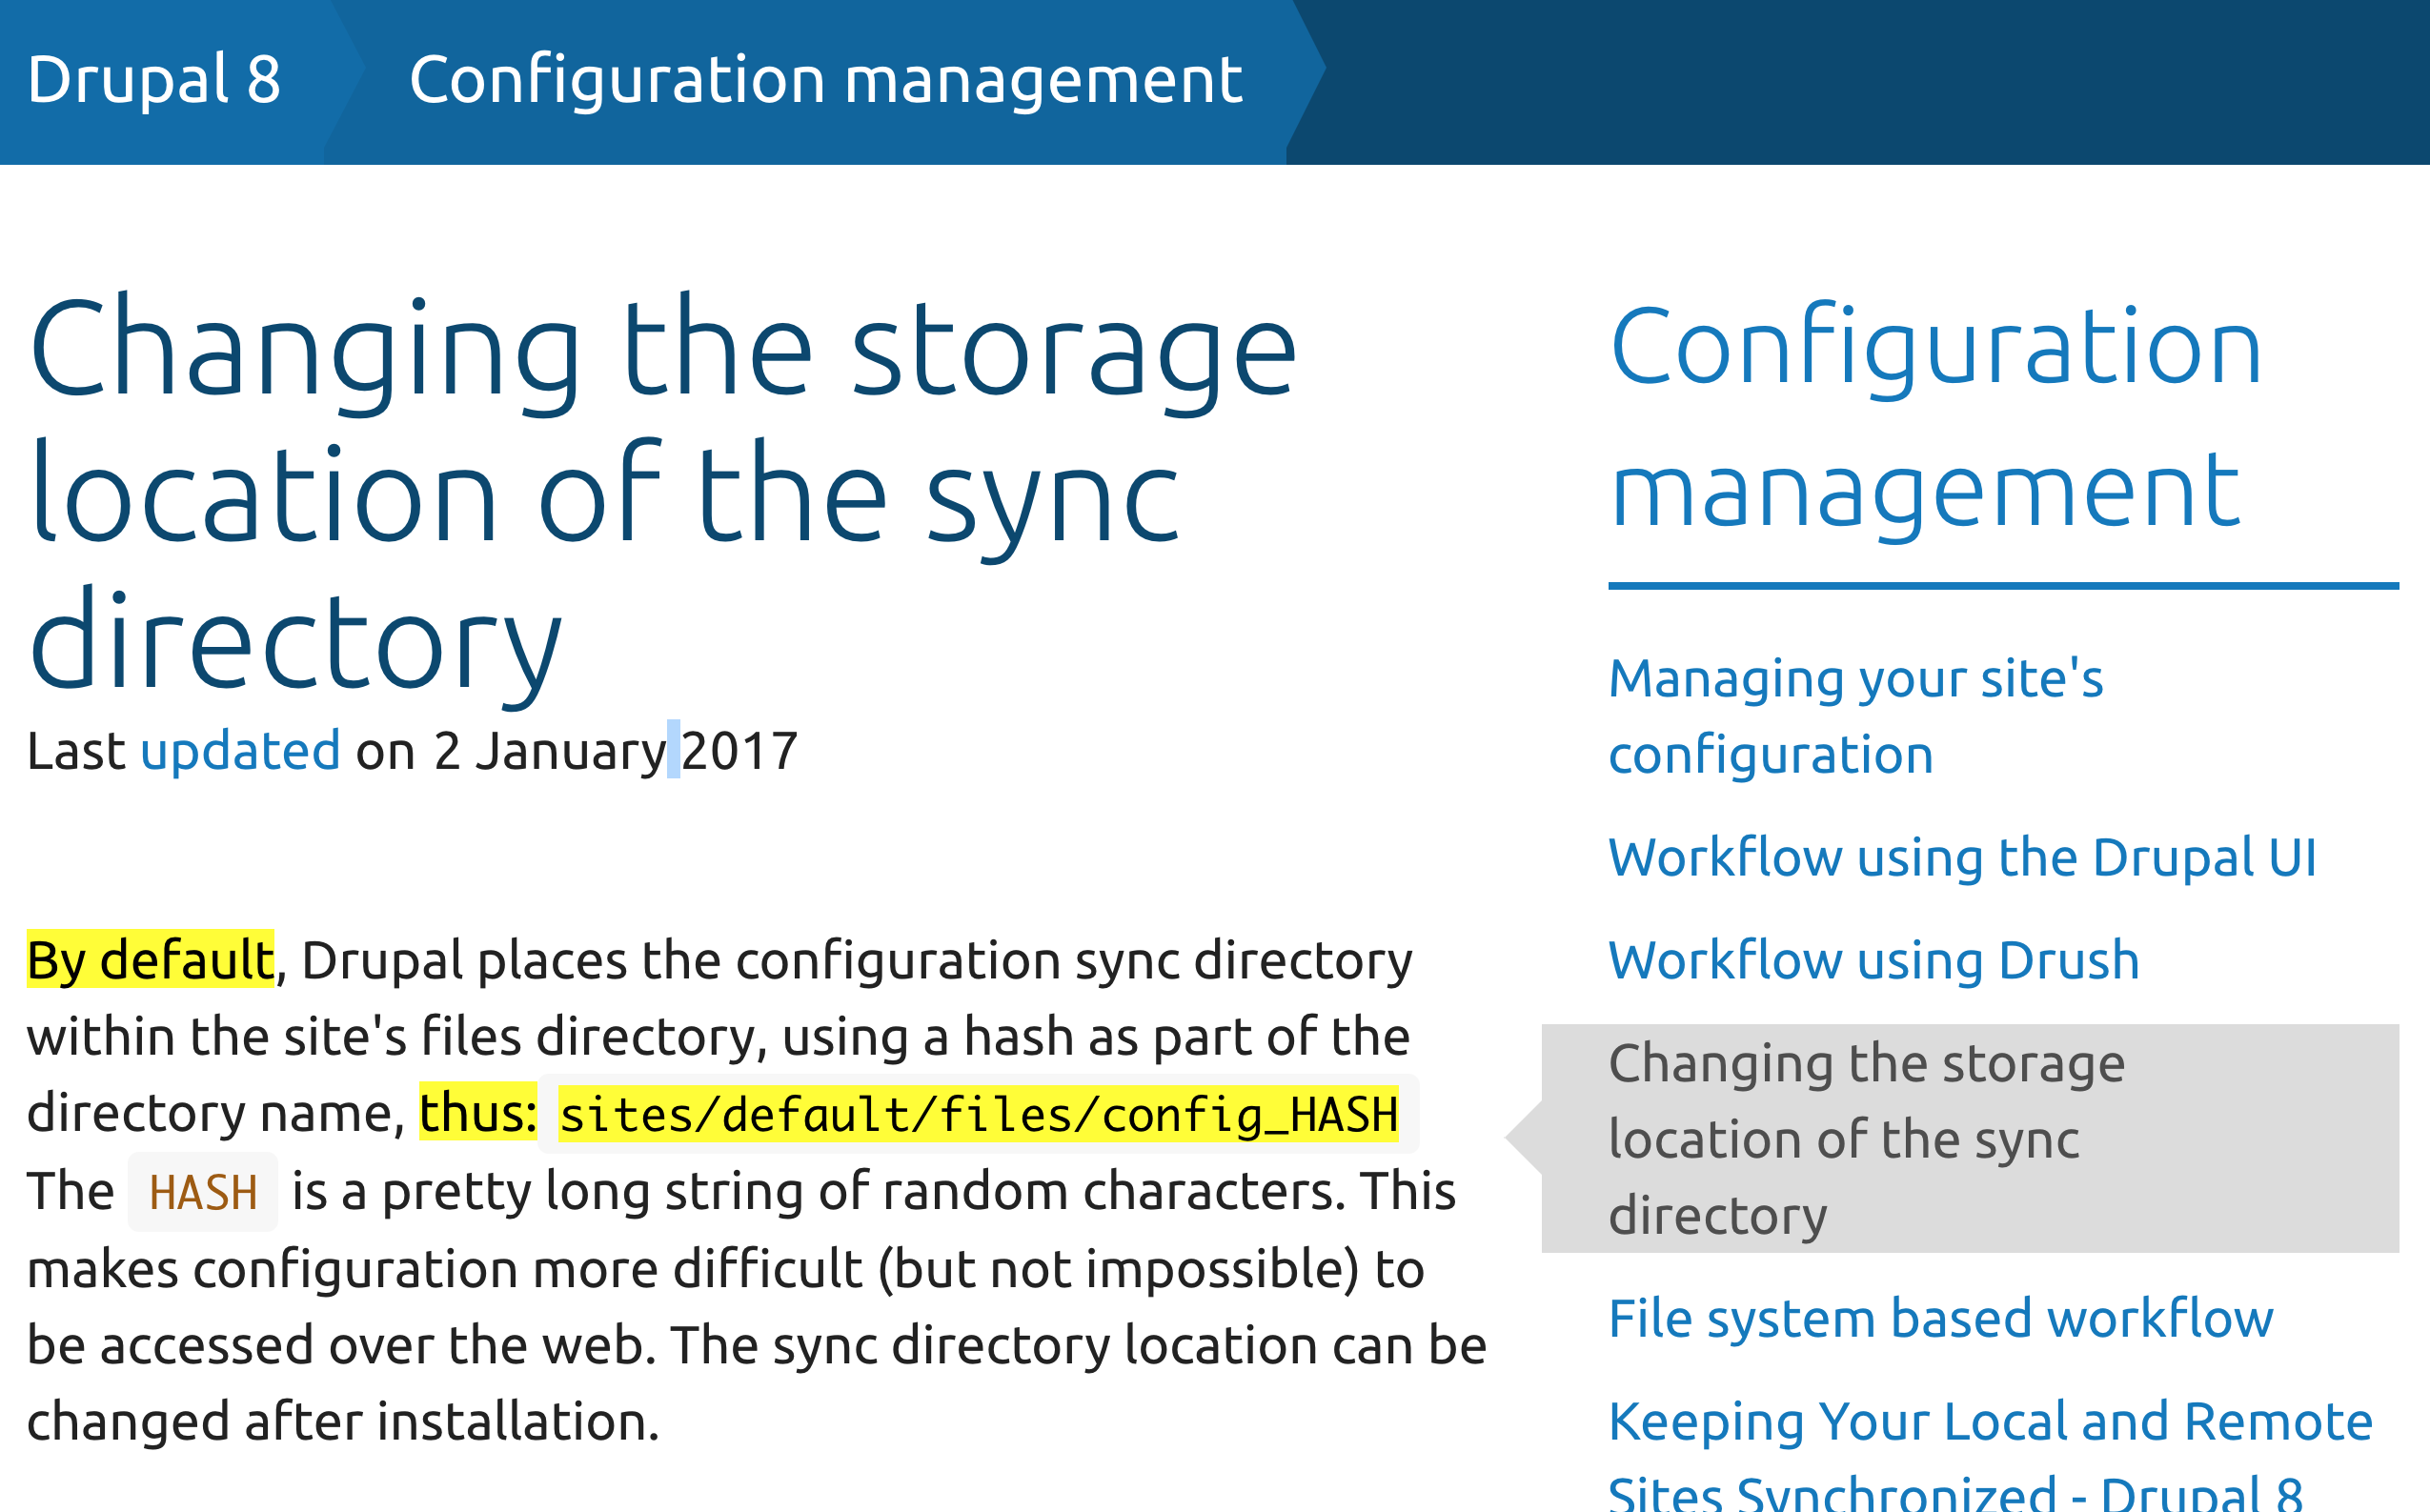 Drupal 8 Configuration management
Changing the storage
location of the sync
directory
Last updated on 2 January 2017
By default, Drupal places the configuration sync directory
within the site's files directory, using a hash as part of the
directory name, thus: sites/default/files/config_HASH
The HASH is a pretty long string of random characters. This
makes configuration more difficult (but not impossible) to
be accessed over the web. The sync directory location can be
changed after installation.
Configuration
management
Managing your site's
configuration
Workflow using the Drupal UI
Workflow using Drush
Changing the storage
location of the sync
directory
File system based workflow
Keeping Your Local and Remote
Sites Synchronized - Drupal 8